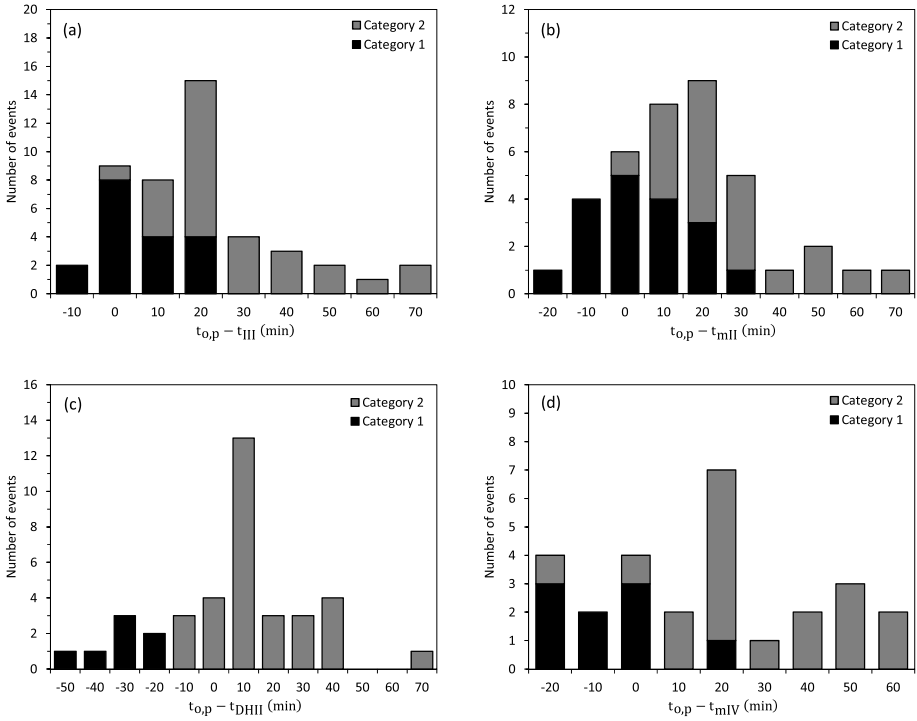 (a)
Category 2
Category 1
Number of events
20
18
16
14
12
10
8
6
4
2
0
-10 0 10 20 30 40 50 60 70
t_o,p − t_III (min)
(b)
Category 2
Category 1
Number of events
12
10
8
6
4
2
0
-20 -10 0 10 20 30 40 50 60 70
t_o,p − t_mII (min)
(c)
Category 2
Category 1
Number of events
16
14
12
10
8
6
4
2
0
-50 -40 -30 -20 -10 0 10 20 30 40 50 60 70
t_o,p − t_DHII (min)
(d)
Category 2
Category 1
Number of events
10
9
8
7
6
5
4
3
2
1
0
-20 -10 0 10 20 30 40 50 60
t_o,p − t_mIV (min)